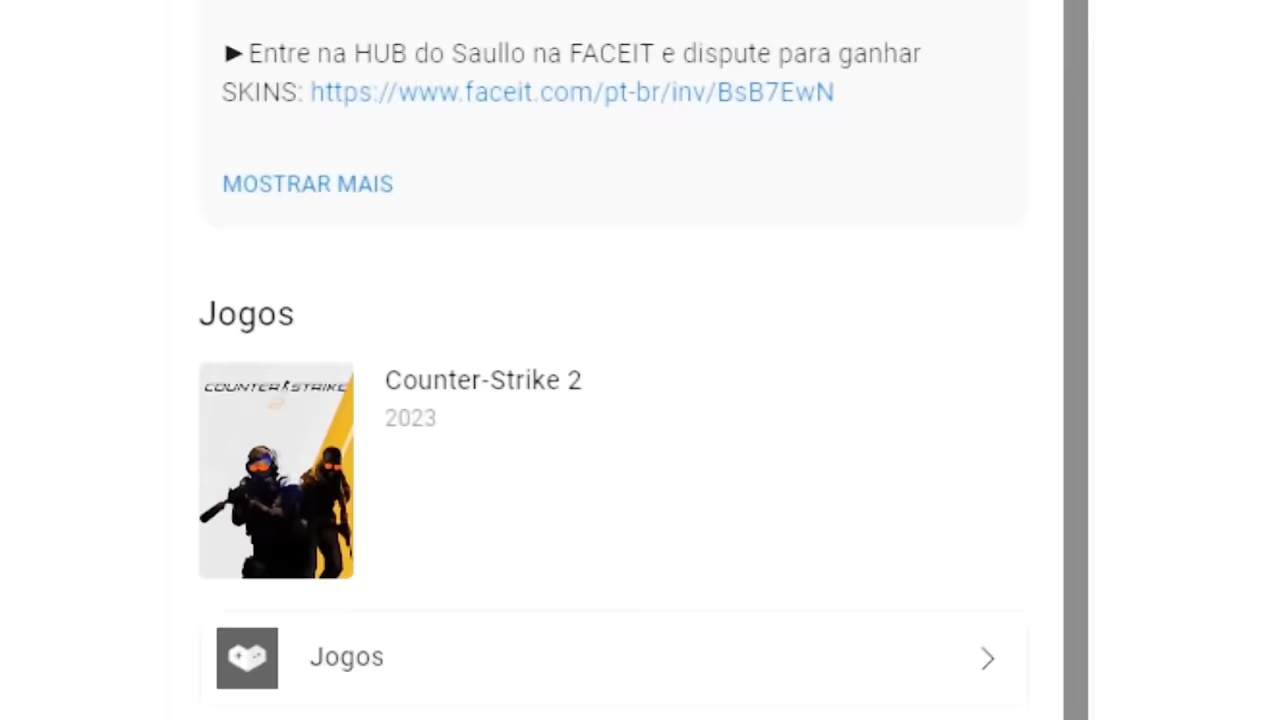 ►Entre na HUB do Saullo na FACEIT e dispute para ganhar
SKINS: https://www.faceit.com/pt-br/inv/BsB7EwN
MOSTRAR MAIS
Jogos
COUNTER STRIKE
2
Counter-Strike 2
2023
Jogos